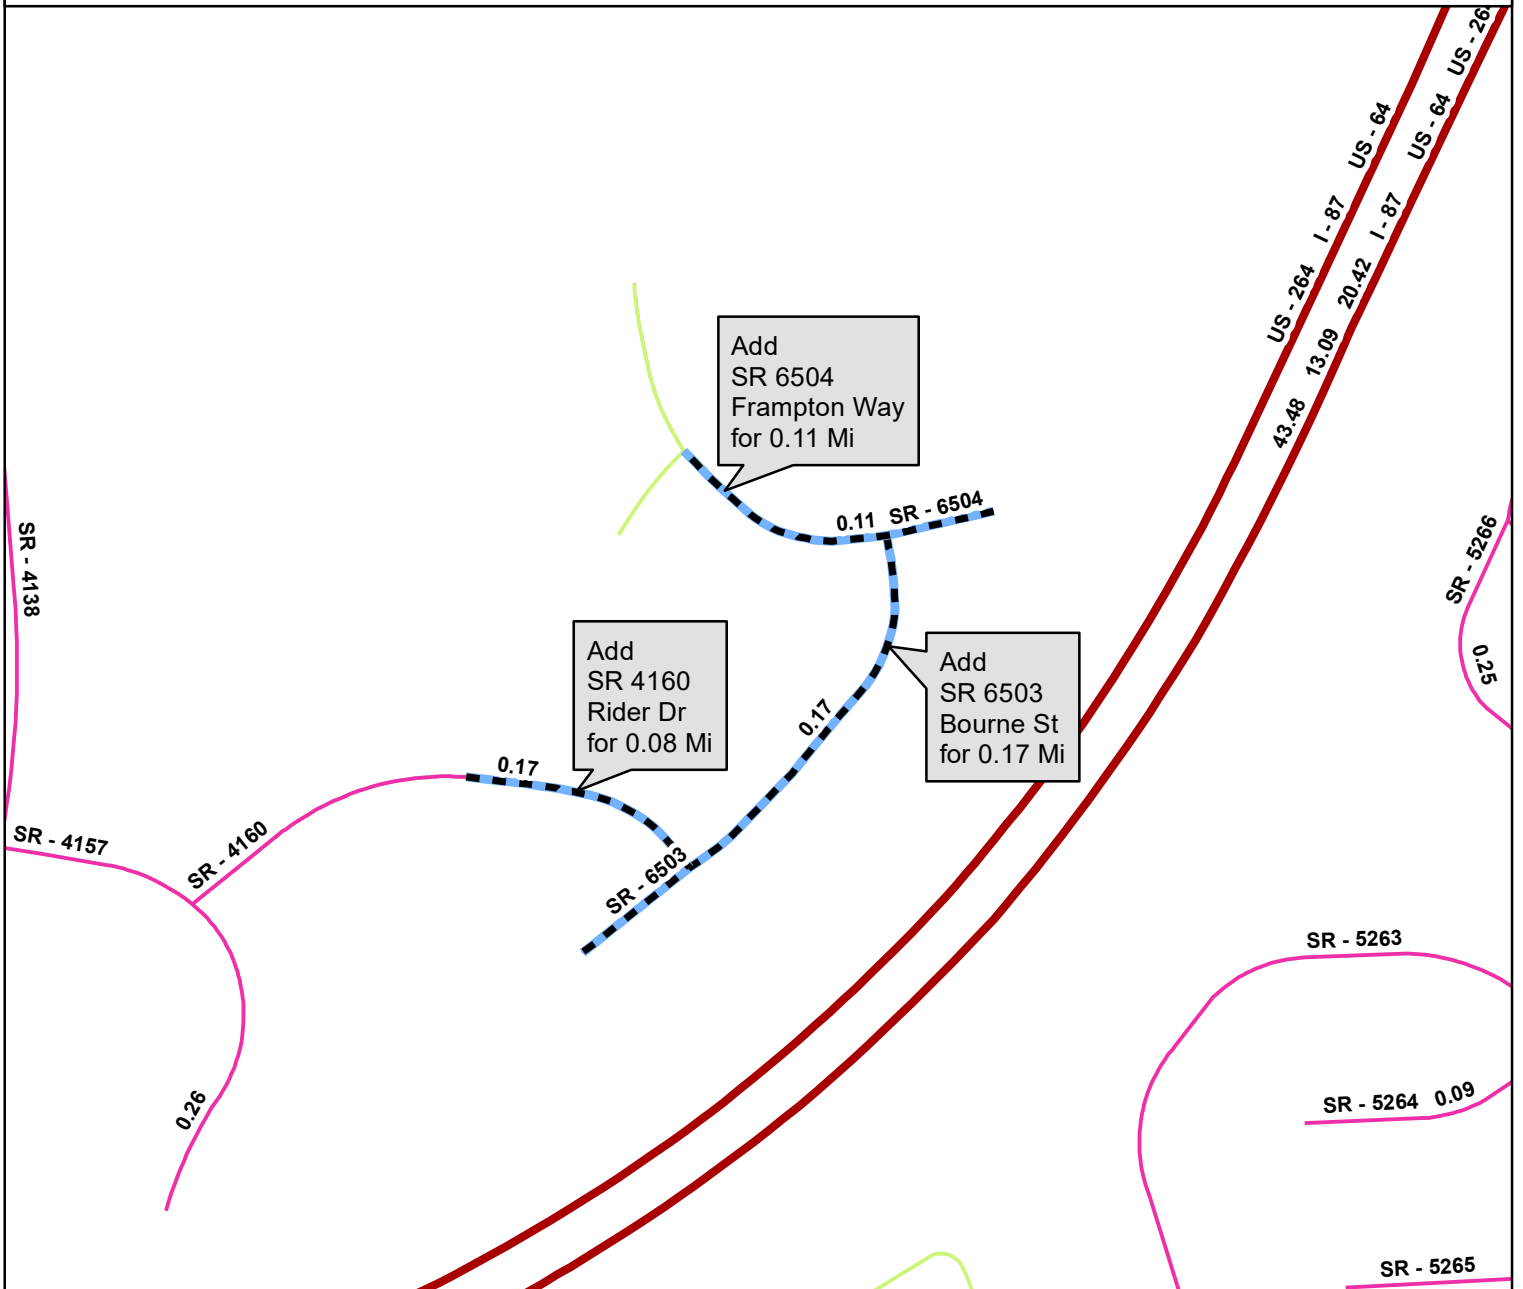 US - 264
US - 64
US - 64
I - 87
I - 87
US - 264
20.42
13.09
43.48
Add
SR 6504
Frampton Way
for 0.11 Mi
0.11 SR - 6504
SR - 4138
SR - 5266
0.25
Add
SR 4160
Rider Dr
for 0.08 Mi
Add
SR 6503
Bourne St
for 0.17 Mi
0.17
0.17
SR - 4157
SR - 4160
SR - 6503
SR - 5263
0.26
SR - 5264 0.09
SR - 5265